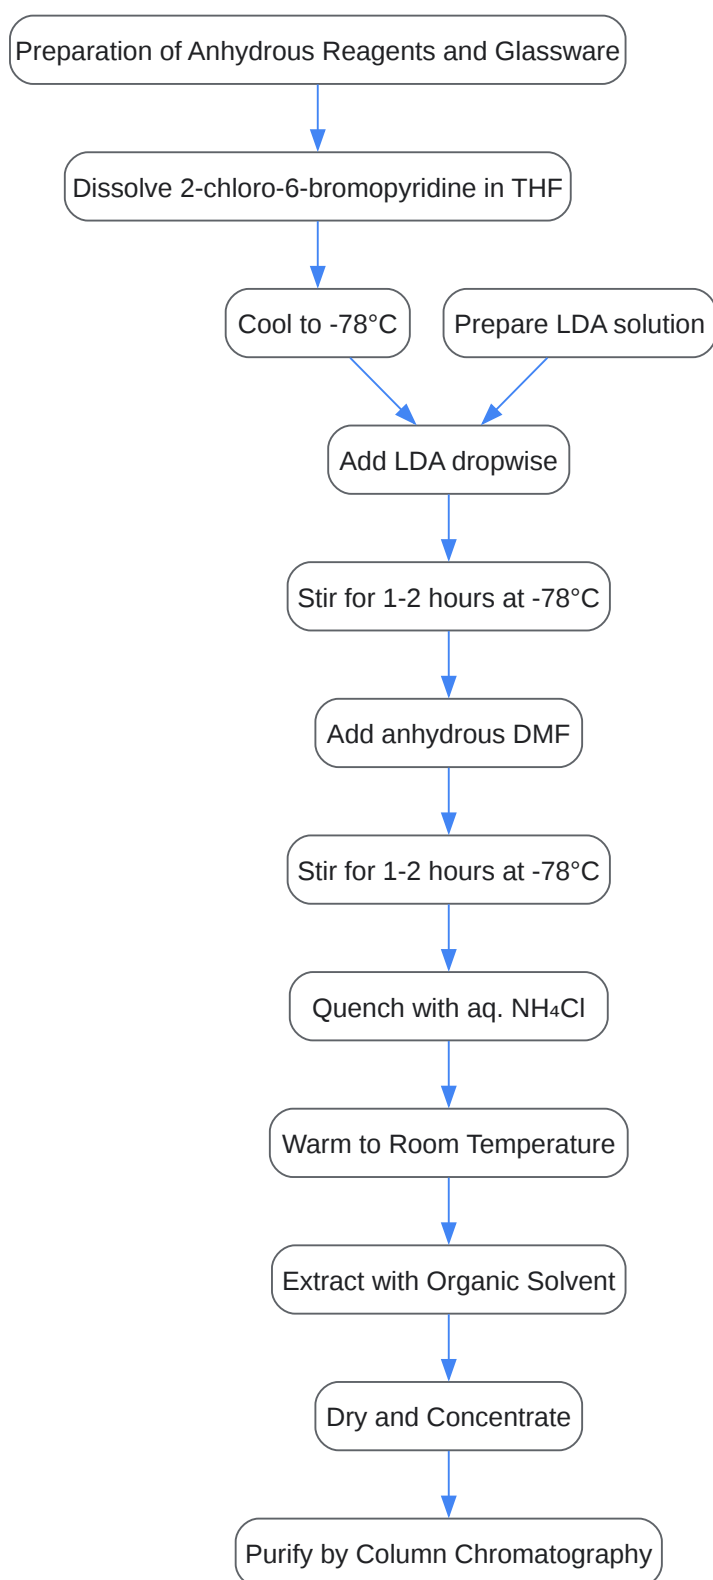 Preparation of Anhydrous Reagents and Glassware
Dissolve 2-chloro-6-bromopyridine in THF
Cool to -78°C
Prepare LDA solution
Add LDA dropwise
Stir for 1-2 hours at -78°C
Add anhydrous DMF
Stir for 1-2 hours at -78°C
Quench with aq. NH₄Cl
Warm to Room Temperature
Extract with Organic Solvent
Dry and Concentrate
Purify by Column Chromatography